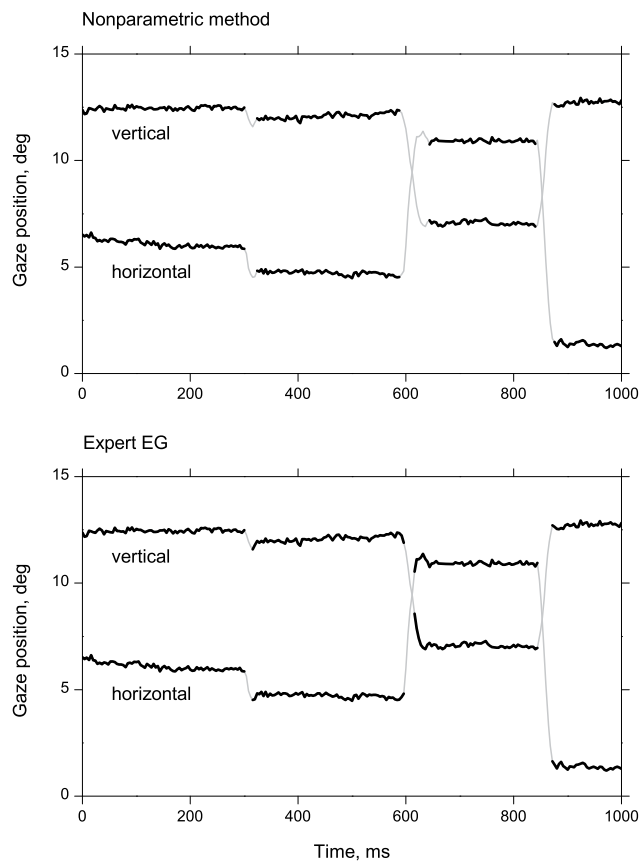 Nonparametric method
15
10
5
0
Gaze position, deg
vertical
horizontal
0 200 400 600 800 1000
Expert EG
15
10
5
0
Gaze position, deg
vertical
horizontal
0 200 400 600 800 1000
Time, ms